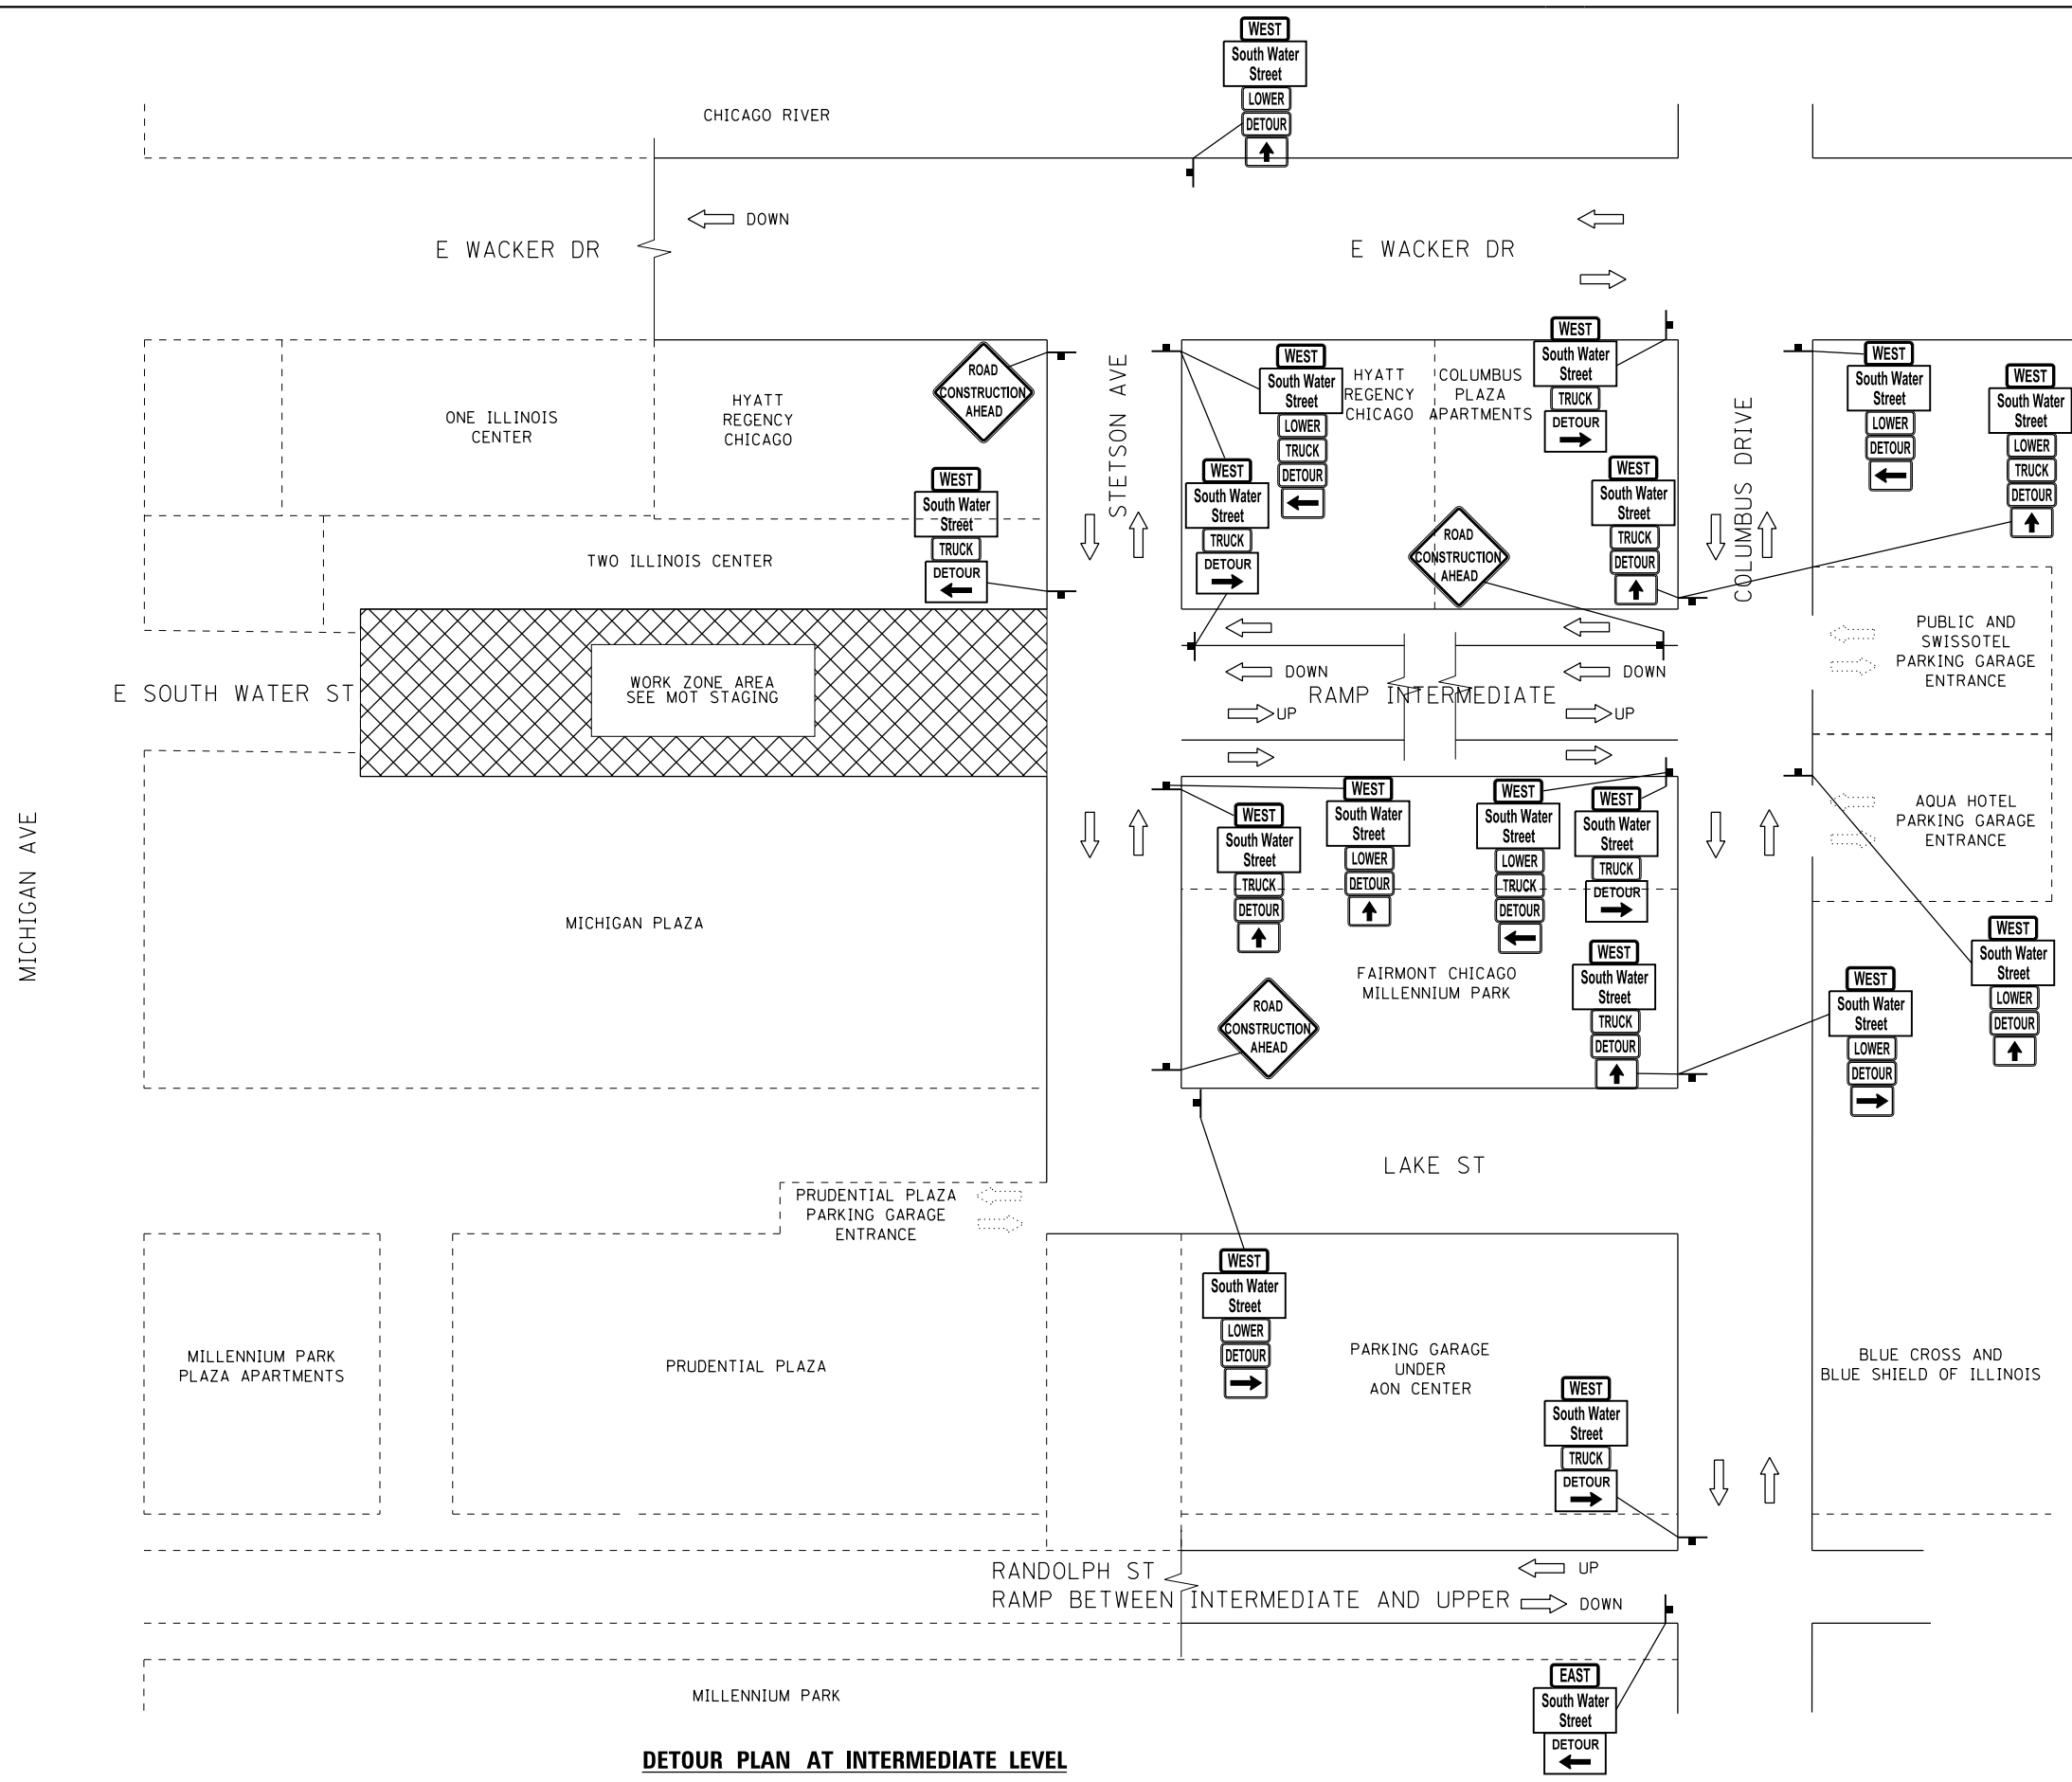 WEST
South Water
Street
LOWER
DETOUR
CHICAGO RIVER
DOWN
E WACKER DR
E WACKER DR
ROAD
CONSTRUCTION
AHEAD
ONE ILLINOIS
CENTER
HYATT
REGENCY
CHICAGO
WEST
South Water
Street
TRUCK
DETOUR
TWO ILLINOIS CENTER
STETSON AVE
WEST
South Water
Street
LOWER
TRUCK
DETOUR
HYATT
REGENCY
CHICAGO
COLUMBUS
PLAZA
APARTMENTS
WEST
South Water
Street
TRUCK
DETOUR
WEST
South Water
Street
TRUCK
DETOUR
ROAD
CONSTRUCTION
AHEAD
WEST
South Water
Street
TRUCK
DETOUR
COLUMBUS DRIVE
WEST
South Water
Street
LOWER
DETOUR
WEST
South Water
Street
LOWER
TRUCK
DETOUR
E SOUTH WATER ST
WORK ZONE AREA
SEE MOT STAGING
DOWN
DOWN
RAMP INTERMEDIATE
UP
UP
PUBLIC AND
SWISSOTEL
PARKING GARAGE
ENTRANCE
AQUA HOTEL
PARKING GARAGE
ENTRANCE
MICHIGAN AVE
MICHIGAN PLAZA
WEST
South Water
Street
TRUCK
DETOUR
WEST
South Water
Street
LOWER
DETOUR
WEST
South Water
Street
LOWER
TRUCK
DETOUR
WEST
South Water
Street
TRUCK
DETOUR
FAIRMONT CHICAGO
MILLENNIUM PARK
ROAD
CONSTRUCTION
AHEAD
WEST
South Water
Street
TRUCK
DETOUR
WEST
South Water
Street
LOWER
DETOUR
WEST
South Water
Street
LOWER
DETOUR
LAKE ST
PRUDENTIAL PLAZA
PARKING GARAGE
ENTRANCE
WEST
South Water
Street
LOWER
DETOUR
MILLENNIUM PARK
PLAZA APARTMENTS
PRUDENTIAL PLAZA
PARKING GARAGE
UNDER
AON CENTER
WEST
South Water
Street
TRUCK
DETOUR
BLUE CROSS AND
BLUE SHIELD OF ILLINOIS
RANDOLPH ST
RAMP BETWEEN INTERMEDIATE AND UPPER
UP
DOWN
MILLENNIUM PARK
EAST
South Water
Street
DETOUR
DETOUR PLAN AT INTERMEDIATE LEVEL